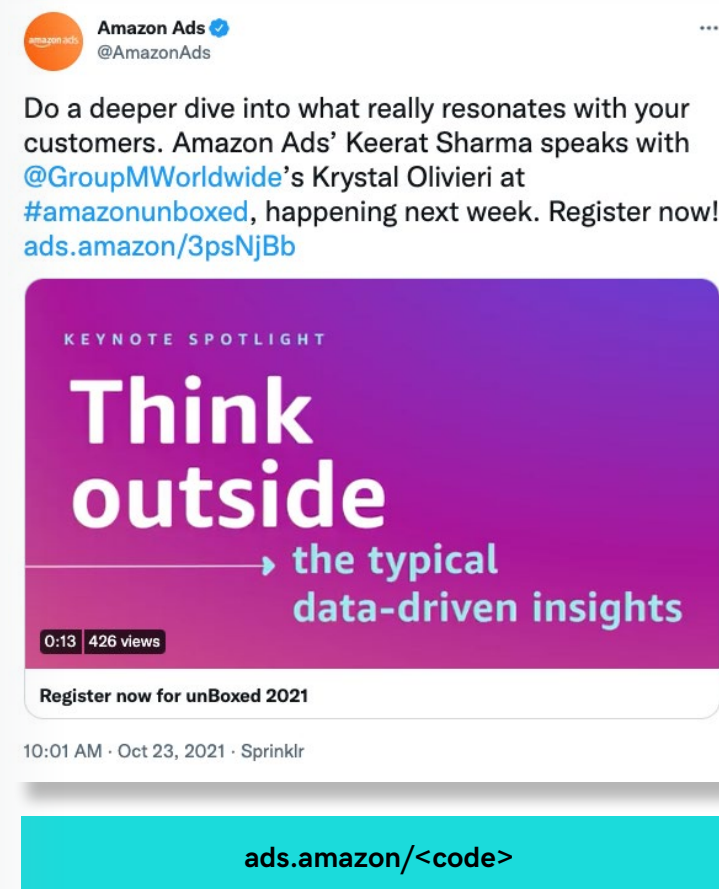 amazon ads
Amazon Ads
@AmazonAds
Do a deeper dive into what really resonates with your
customers. Amazon Ads’ Keerat Sharma speaks with
@GroupMWorldwide’s Krystal Olivieri at
#amazonunboxed, happening next week. Register now!
ads.amazon/3psNjBb
KEYNOTE SPOTLIGHT
Think
outside
the typical
data-driven insights
0:13 426 views
Register now for unBoxed 2021
10:01 AM · Oct 23, 2021 · Sprinklr
ads.amazon/<code>